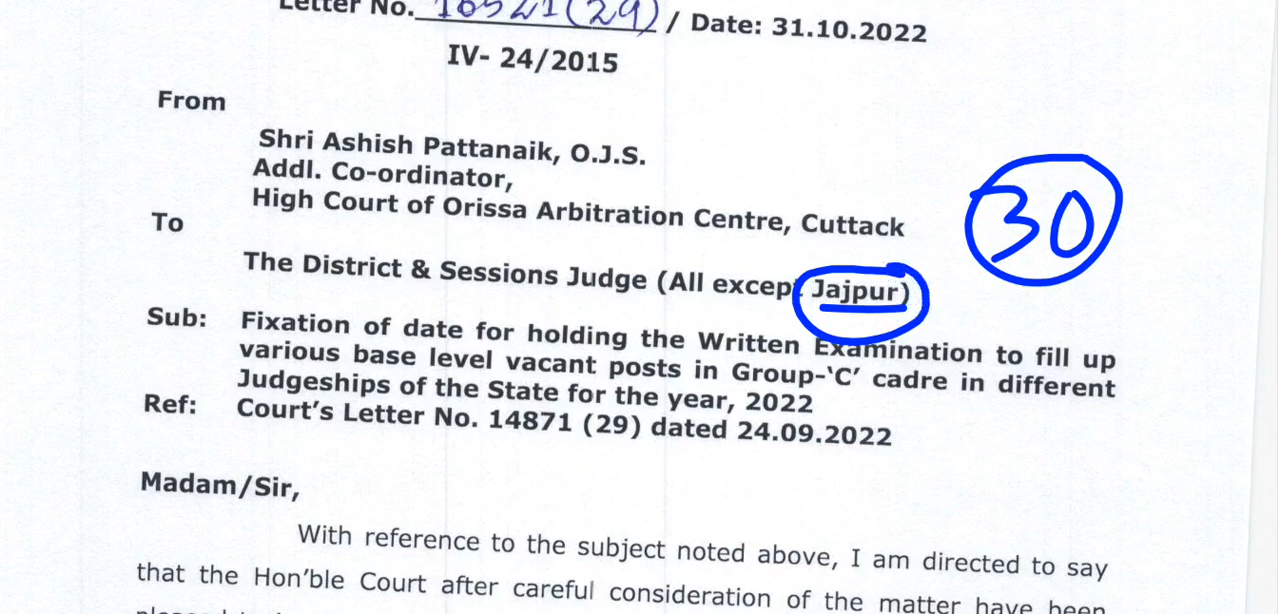 Letter No. 16521(29) / Date: 31.10.2022
IV- 24/2015
From
Shri Ashish Pattanaik, O.J.S.
Addl. Co-ordinator,
High Court of Orissa Arbitration Centre, Cuttack
30
To
The District & Sessions Judge (All except Jajpur)
Sub: Fixation of date for holding the Written Examination to fill up
various base level vacant posts in Group-‘C’ cadre in different
Judgeships of the State for the year, 2022
Ref: Court’s Letter No. 14871 (29) dated 24.09.2022
Madam/Sir,
With reference to the subject noted above, I am directed to say
that the Hon’ble Court after careful consideration of the matter have been